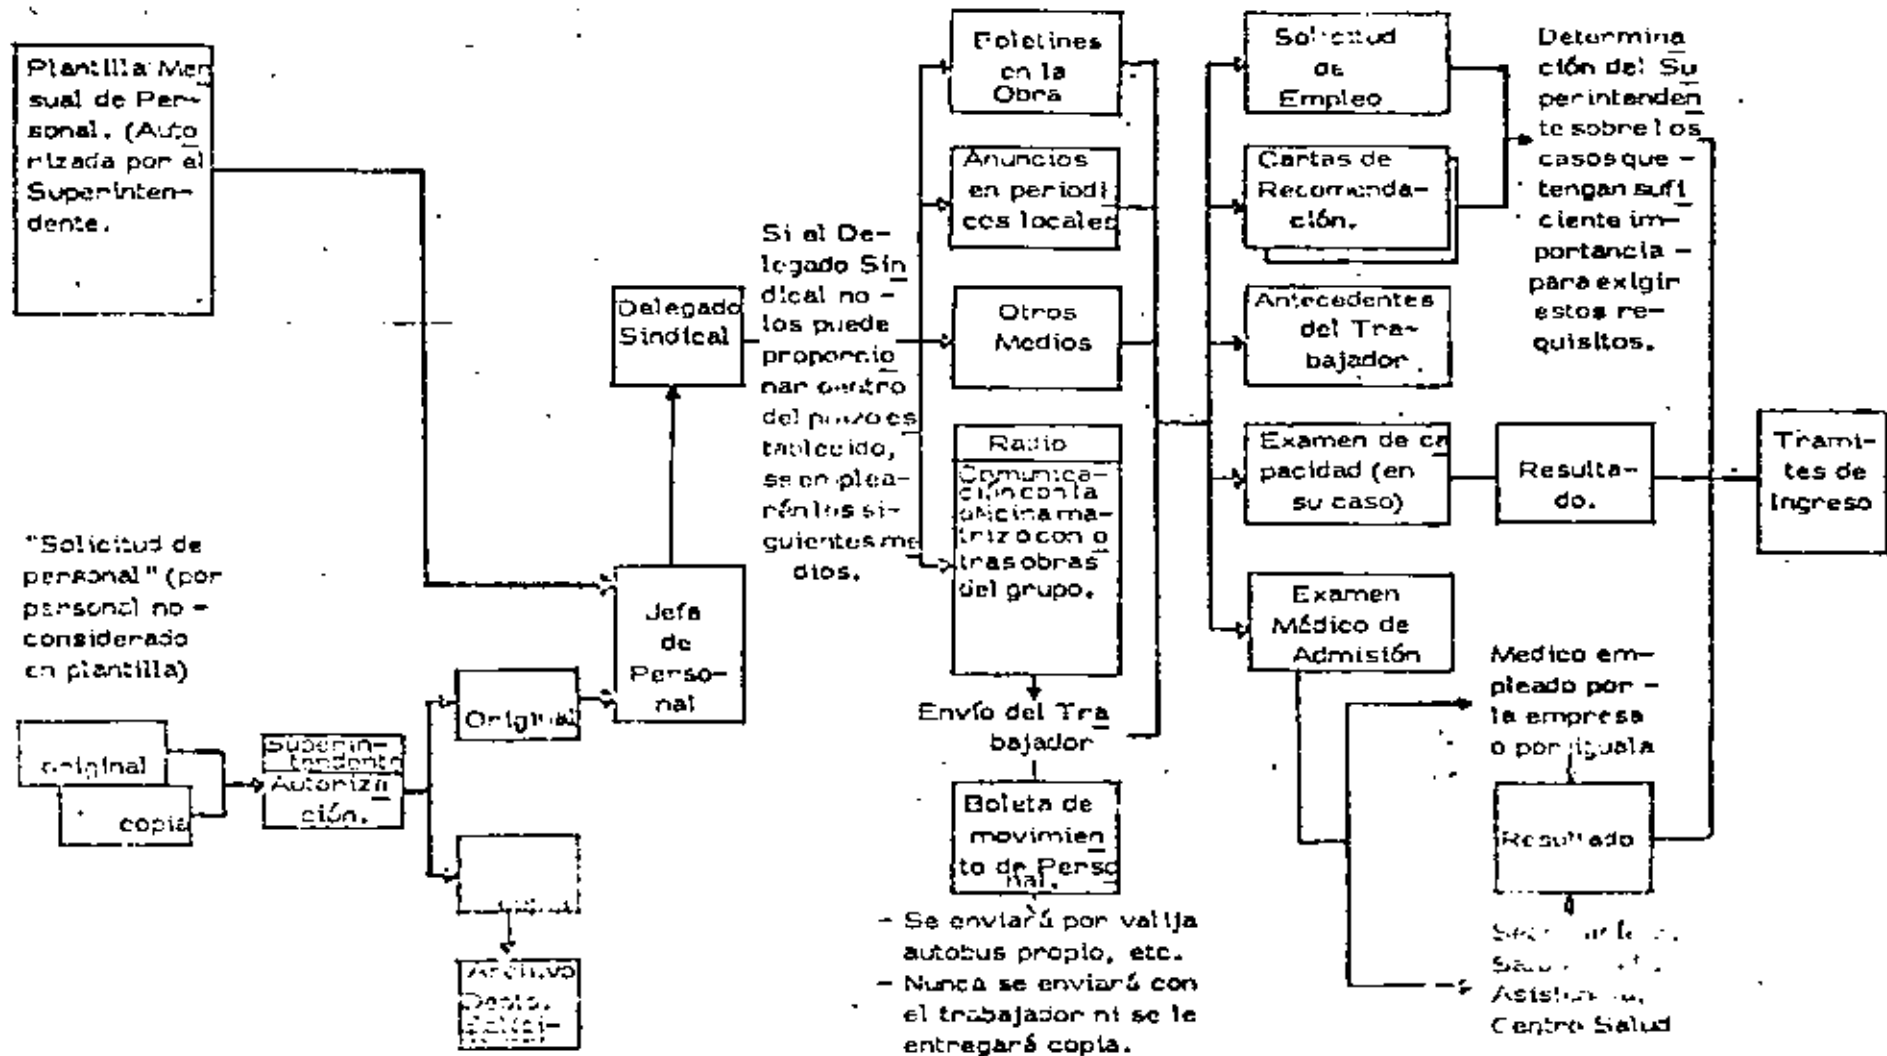 Plantilla Men
sual de Per-
sonal. (Auto
rizada por el
Superinten-
dente.
"Solicitud de
personal" (por
personal no -
considerado
en plantilla)
original
copia
Superin-
tendente
Autoriza
ción.
Original
Archivo
Depto.
Jefe
de
Perso-
nal
Delegado
Sindical
Si el De-
legado Sin
dical no -
los puede
proporcio
nar dentro
del plazo es
tablecido,
se emplea-
rán los si-
guientes me
dios.
Boletines
en la
Obra
Anuncios
en periodi
cos locales
Otros
Medios
Radio
Comunica-
ción con la
oficina ma-
triz ó con o
tras obras
del grupo.
Envío del Tra
bajador
Boleta de
movimien
to de Perso
nal.
- Se enviará por valija
autobus propio, etc.
- Nunca se enviará con
el trabajador ni se le
entregará copia.
Solicitud
de
Empleo
Cartas de
Recomenda-
ción.
Antecedentes
del Tra-
bajador
Examen de ca
pacidad (en
su caso)
Resulta-
do.
Examen
Médico de
Admisión
Determina
ción del Su
perintenden
te sobre los
casos que -
tengan sufi
ciente im-
portancia -
para exigir
estos re-
quisitos.
Medico em-
pleado por -
la empresa
o por iguala
Resultado
Asistencia,
Centro Salud
Tramites-
tes de
Ingreso